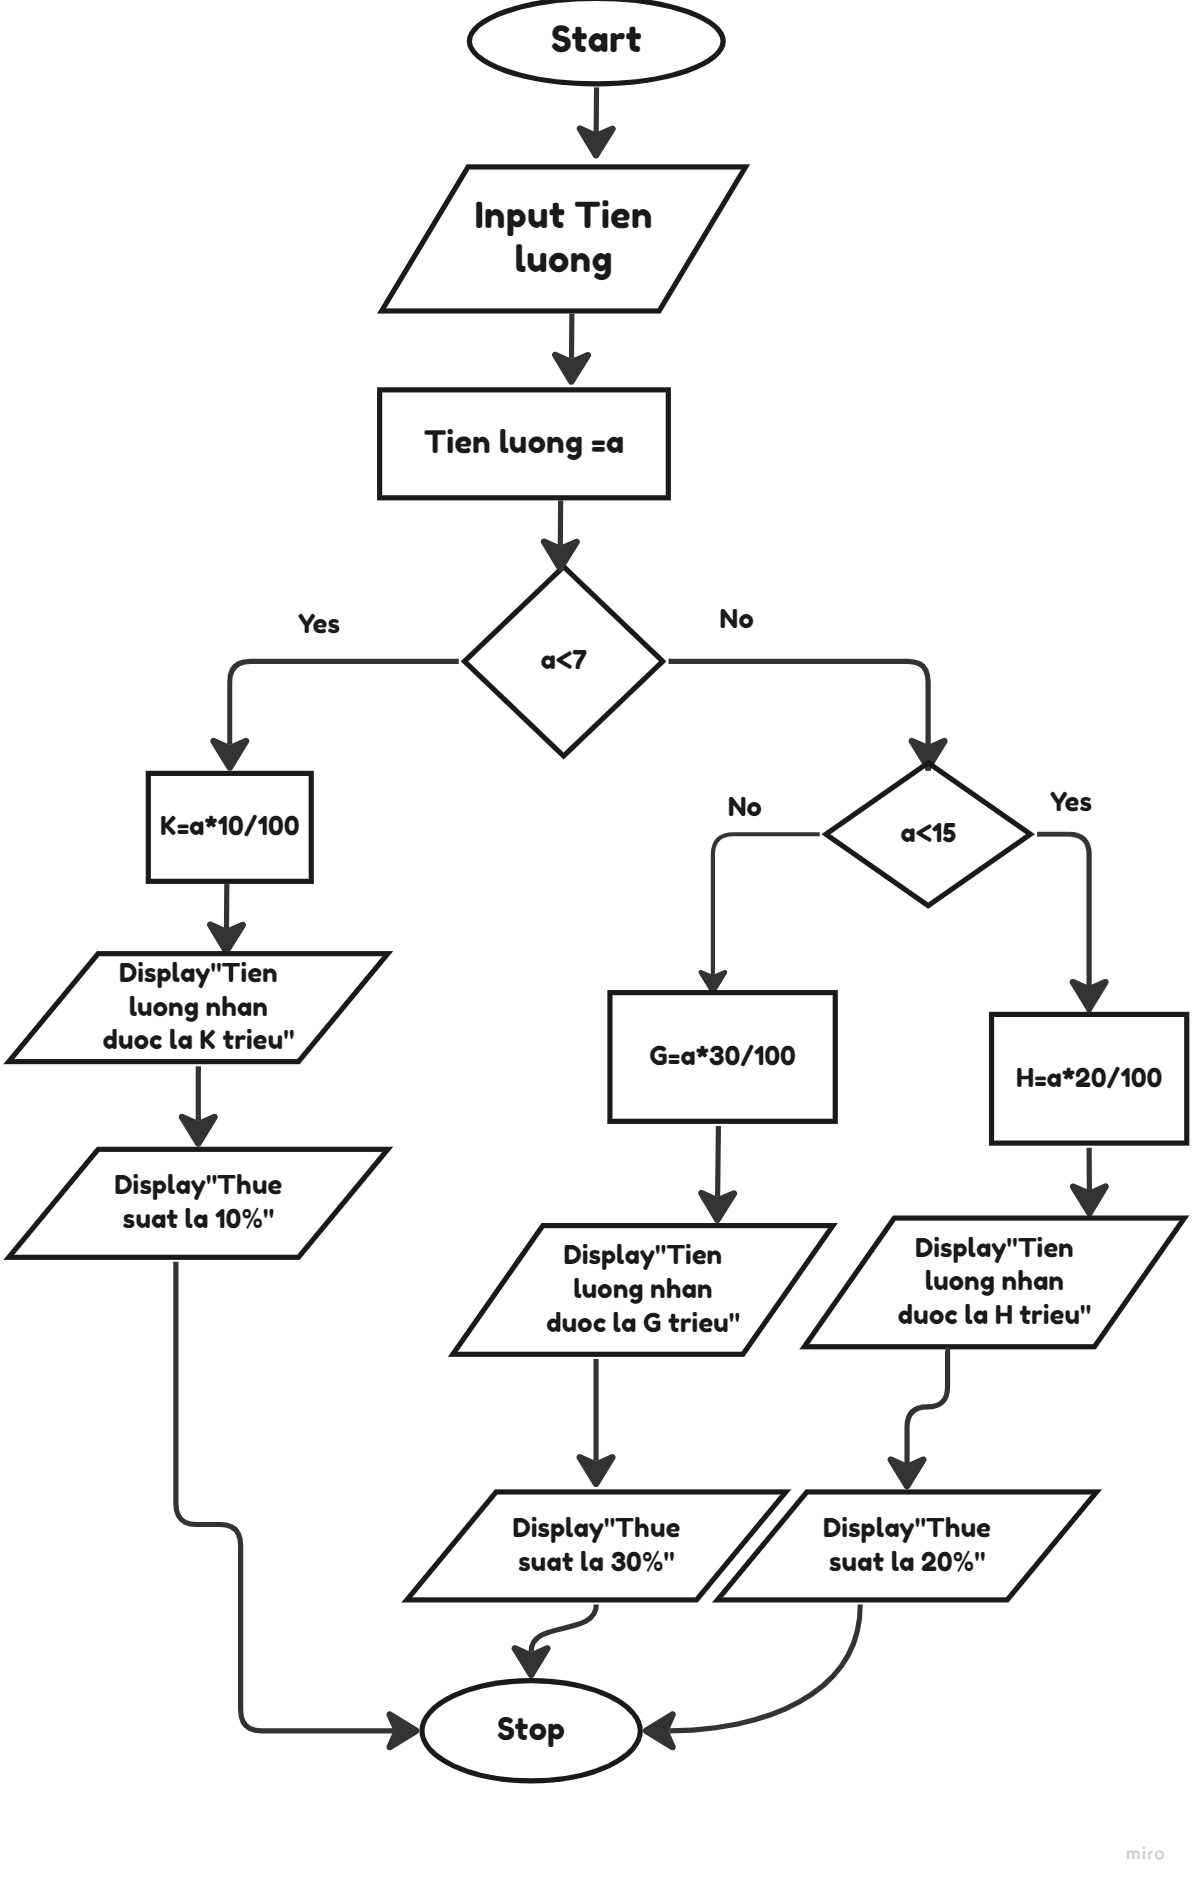 Start
Input Tien
luong
Tien luong =a
a<7
Yes
No
K=a*10/100
a<15
No
Yes
Display"Tien
luong nhan
duoc la K trieu"
G=a*30/100
H=a*20/100
Display"Thue
suat la 10%"
Display"Tien
luong nhan
duoc la G trieu"
Display"Tien
luong nhan
duoc la H trieu"
Display"Thue
suat la 30%"
Display"Thue
suat la 20%"
Stop
miro